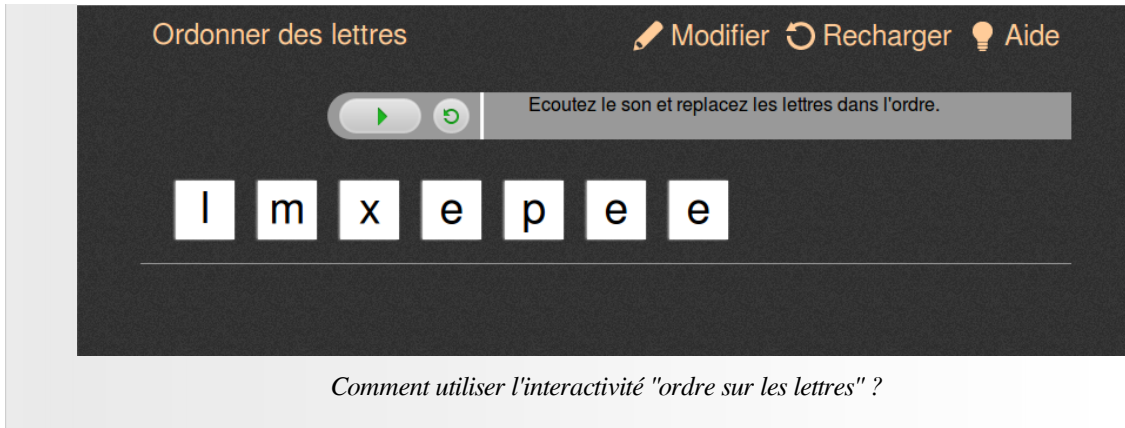 Ordonner des lettres Modifier Recharger Aide
Ecoutez le son et replacez les lettres dans l'ordre.
l m x e p e e
Comment utiliser l'interactivité "ordre sur les lettres" ?